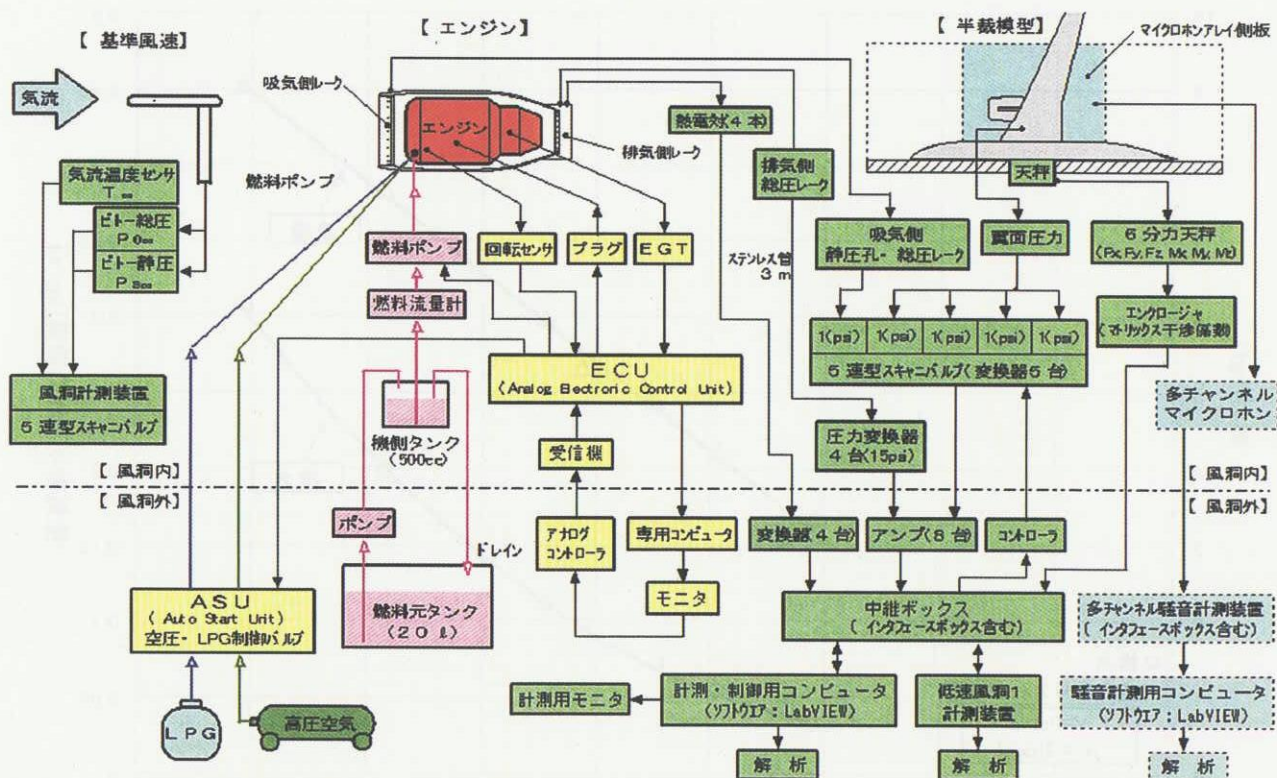 【 基準風速】
【 エンジン】
【 半裁模型】
マイクロホンアレイ側板
気流
吸気側レーク
エンジン
排気側レーク
熱電対(4 本)
排気側
総圧レーク
天秤
気流温度センサ
T ∞
ピトー総圧
P 0∞
ピトー静圧
P s∞
燃料ポンプ
燃料ポンプ
回転センサ
プラグ
EGT
ステンレス管
3 m
吸気側
静圧孔・総圧レーク
翼面圧力
6 分力天秤
(Fx, Fy, Fz, Mx, My, Mz)
燃料流量計
エンクロージャ
(マトリックス干渉補動)
1(psi)
1(psi)
1(psi)
1(psi)
1(psi)
5 連型スキャニバルブ(変換器5 台)
ECU
(Analog Electronic Control Unit)
風洞計測装置
5 連型スキャニバルブ
機側タンク
(500cc)
受信機
圧力変換器
4 台(15psi)
多チャンネル
マイクロホン
【 風洞内】
【 風洞外】
【 風洞内】
【 風洞外】
ポンプ
ドレイン
アナログ
コントローラ
専用コンピュータ
変換器(4 台)
アンプ(8 台)
コントローラ
モニタ
ASU
( Auto Start Unit)
空圧・LPG制御バルブ
燃料元タンク
(20 ℓ)
中継ボックス
( インタフェースボックス含む)
多チャンネル騒音計測装置
( インタフェースボックス含む)
計測用モニタ
計測・制御用コンピュータ
(ソフトウエア：LabVIEW)
低速風洞1
計測装置
騒音計測用コンピュータ
(ソフトウエア：LabVIEW)
LPG
高圧空気
解 析
解 析
解 析